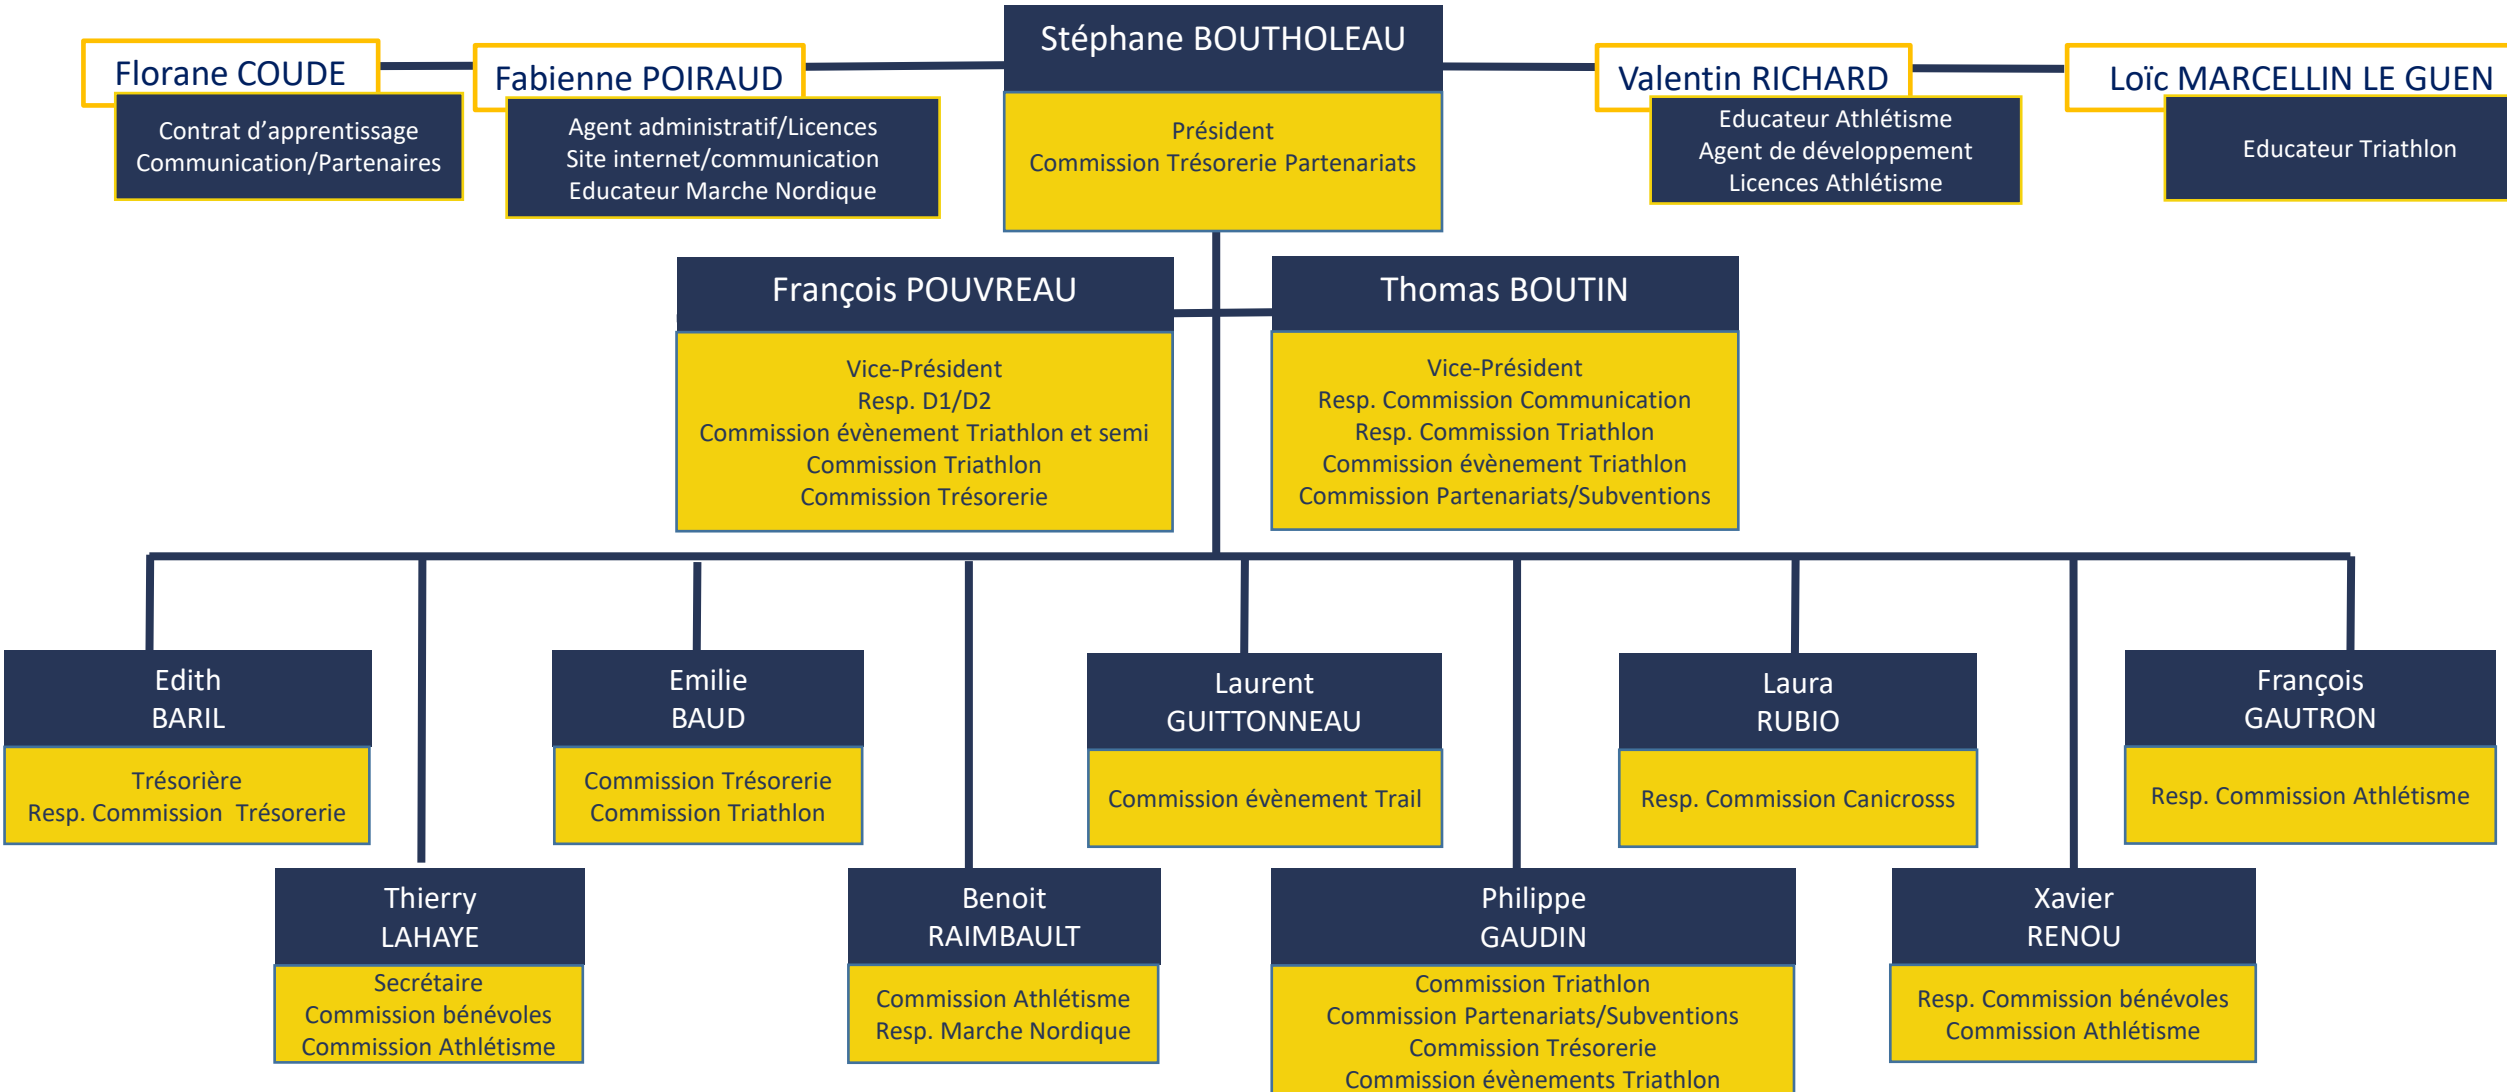 Stéphane BOUTHOLEAU
Président
Commission Trésorerie Partenariats
Florane COUDE
Contrat d'apprentissage
Communication/Partenaires
Fabienne POIRAUD
Agent administratif/Licences
Site internet/communication
Educateur Marche Nordique
Valentin RICHARD
Educateur Athlétisme
Agent de développement
Licences Athlétisme
Loïc MARCELLIN LE GUEN
Educateur Triathlon
François POUVREAU
Vice-Président
Resp. D1/D2
Commission évènement Triathlon et semi
Commission Triathlon
Commission Trésorerie
Thomas BOUTIN
Vice-Président
Resp. Commission Communication
Resp. Commission Triathlon
Commission évènement Triathlon
Commission Partenariats/Subventions
Edith
BARIL
Trésorière
Resp. Commission Trésorerie
Emilie
BAUD
Commission Trésorerie
Commission Triathlon
Laurent
GUITTONNEAU
Commission évènement Trail
Laura
RUBIO
Resp. Commission Canicrosss
François
GAUTRON
Resp. Commission Athlétisme
Thierry
LAHAYE
Secrétaire
Commission bénévoles
Commission Athlétisme
Benoit
RAIMBAULT
Commission Athlétisme
Resp. Marche Nordique
Philippe
GAUDIN
Commission Triathlon
Commission Partenariats/Subventions
Commission Trésorerie
Commission évènements Triathlon
Xavier
RENOU
Resp. Commission bénévoles
Commission Athlétisme